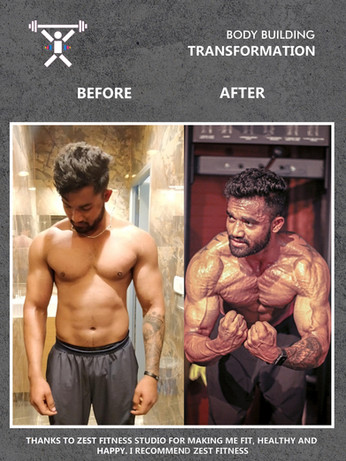 BODY BUILDING
TRANSFORMATION
BEFORE
AFTER
THANKS TO ZEST FITNESS STUDIO FOR MAKING ME FIT, HEALTHY AND
HAPPY. I RECOMMEND ZEST FITNESS